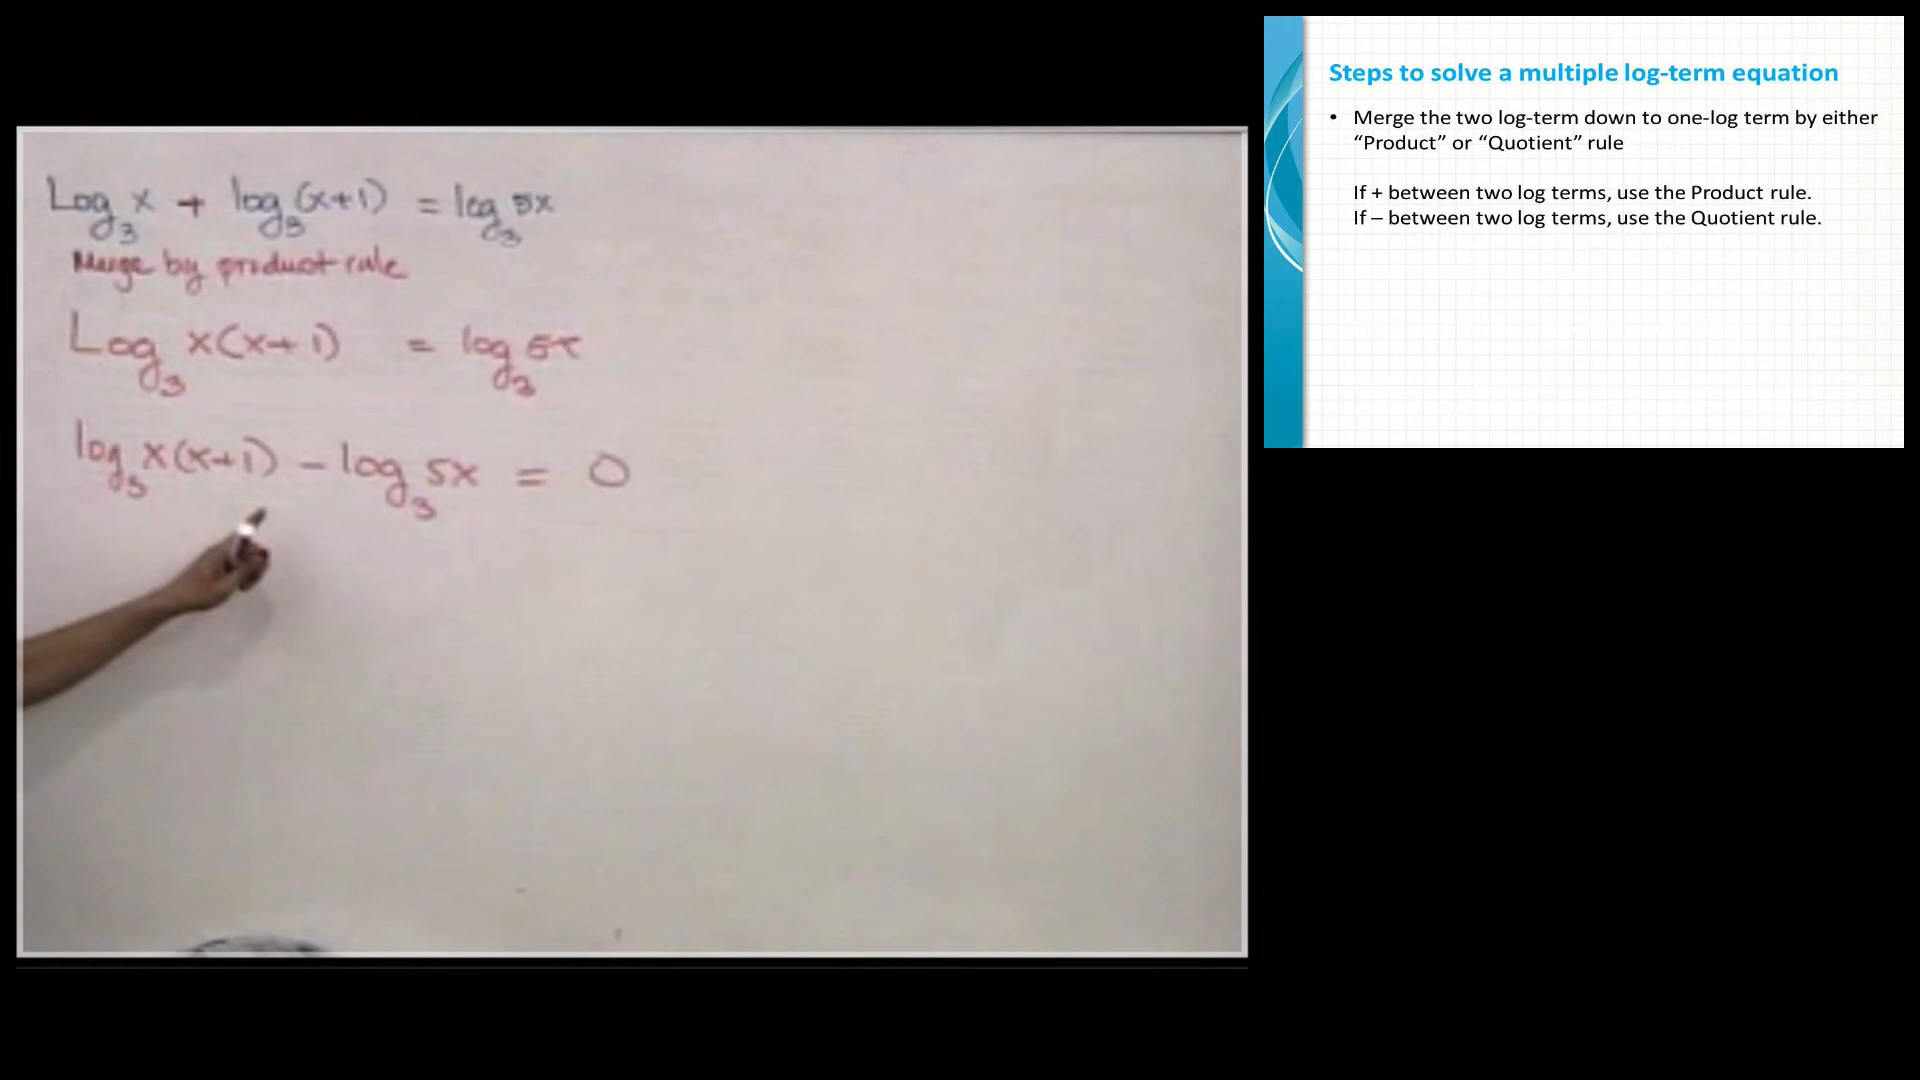 Log₃ x + log₃(x+1) = log₃ 5x
Merge by product rule
Log₃ x(x+1) = log₃ 5x
log₃ x(x+1) – log₃ 5x = 0
Steps to solve a multiple log-term equation
• Merge the two log-term down to one-log term by either
“Product” or “Quotient” rule
If + between two log terms, use the Product rule.
If – between two log terms, use the Quotient rule.